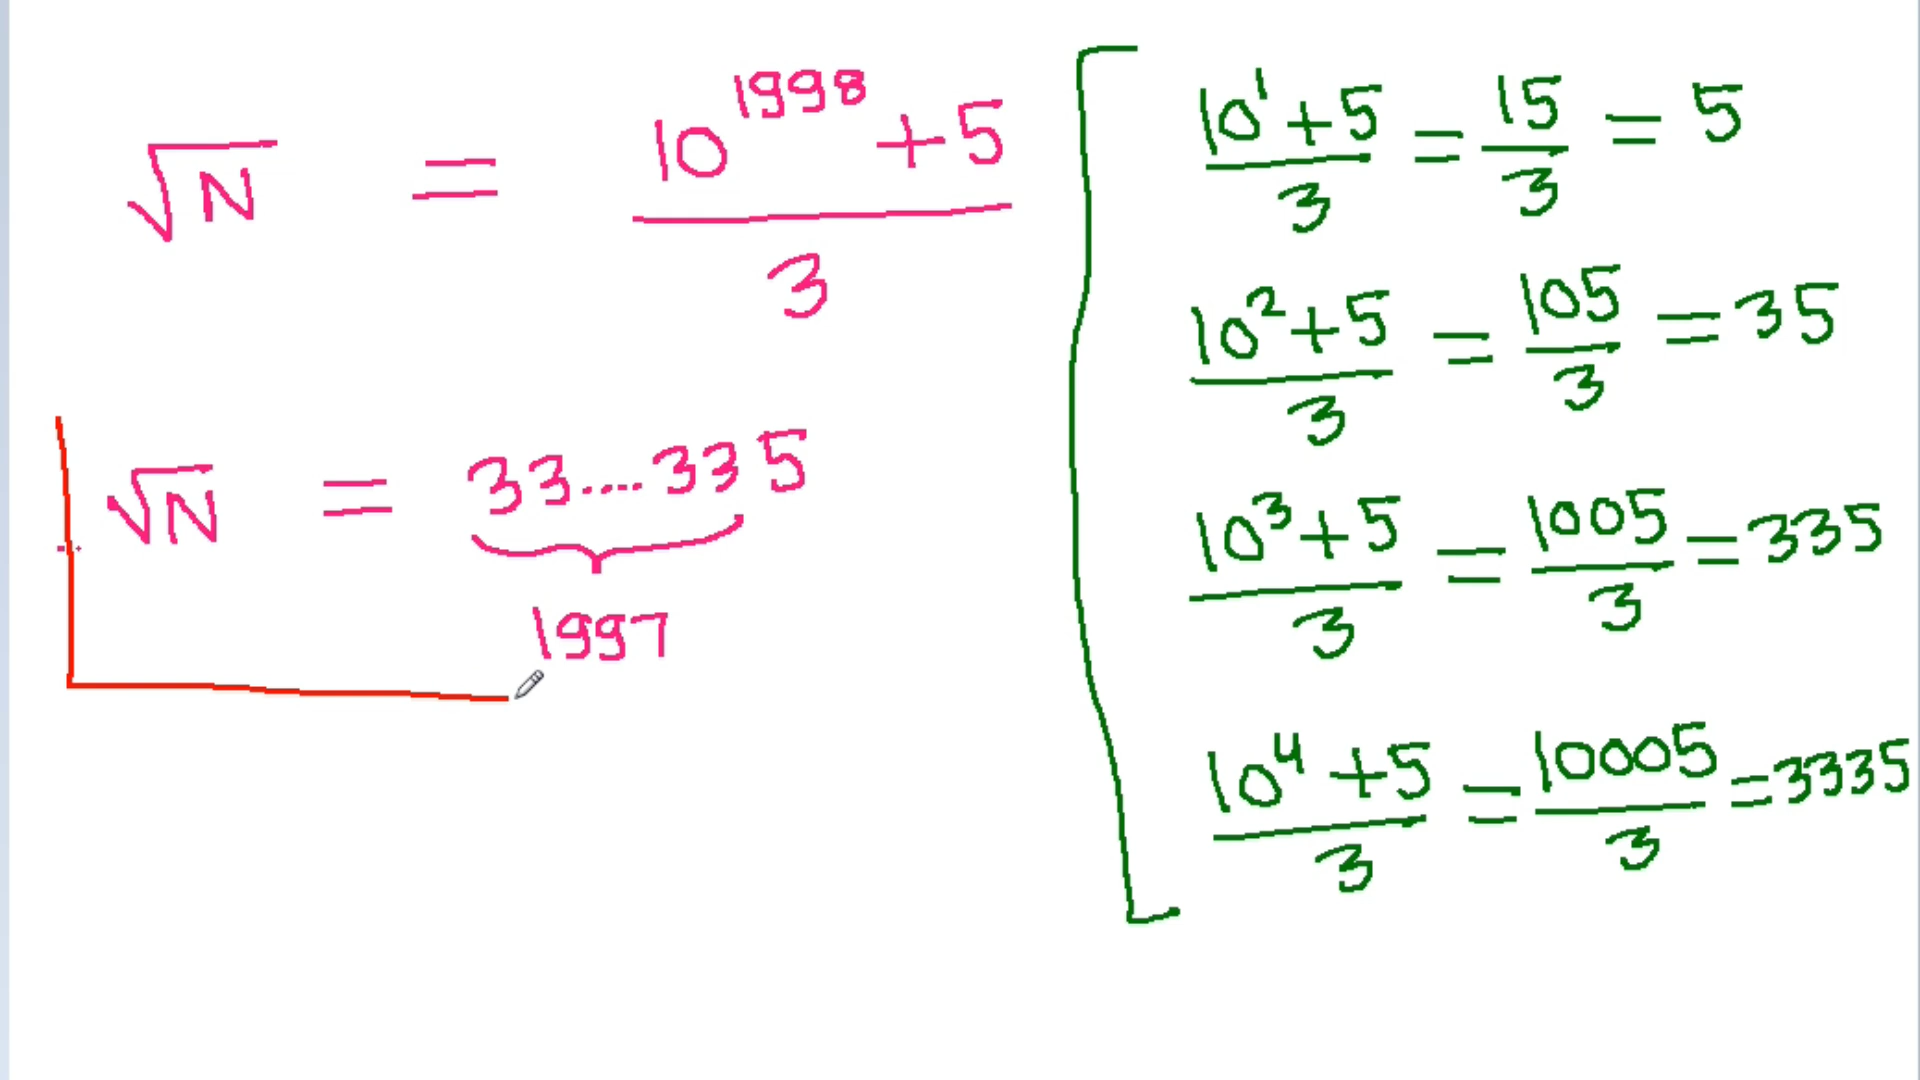 √N = (10^1998 + 5)/3
√N = 33....335
1997
(10^1 + 5)/3 = 15/3 = 5
(10^2 + 5)/3 = 105/3 = 35
(10^3 + 5)/3 = 1005/3 = 335
(10^4 + 5)/3 = 10005/3 = 3335